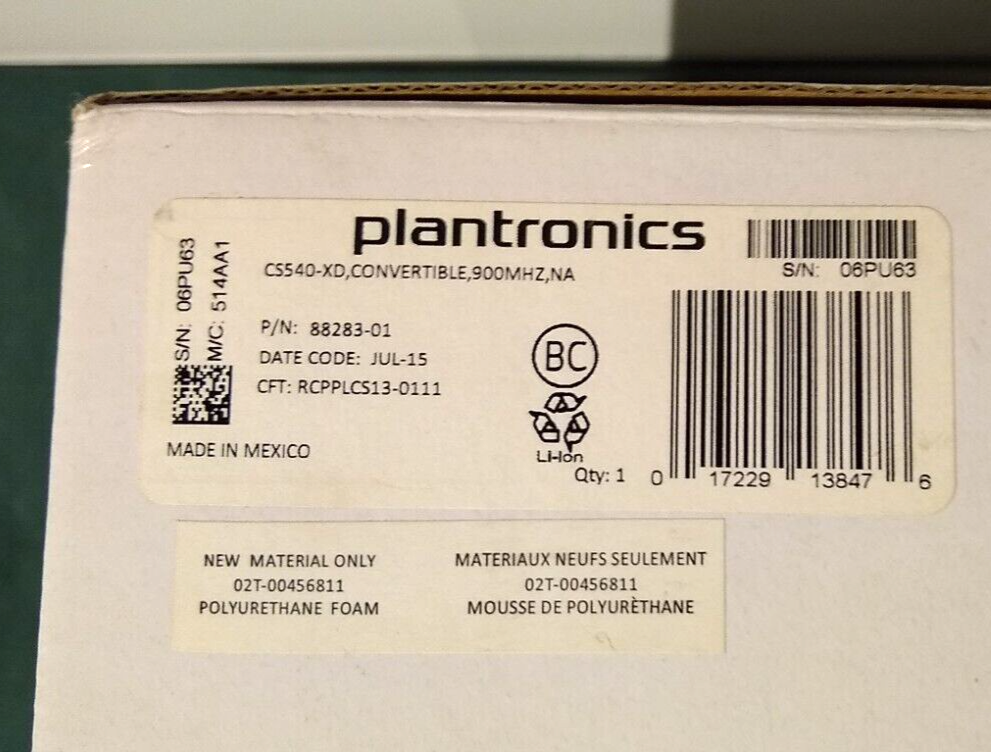 plantronics
CS540-XD,CONVERTIBLE,900MHZ,NA
S/N: 06PU63
S/N: 06PU63
M/C: 514AA1
P/N: 88283-01
DATE CODE: JUL-15
CFT: RCPPLCS13-0111
BC
Li-Ion
MADE IN MEXICO
Qty: 1
0 17229 13847 6
NEW MATERIAL ONLY
02T-00456811
POLYURETHANE FOAM
MATERIAUX NEUFS SEULEMENT
02T-00456811
MOUSSE DE POLYURÈTHANE